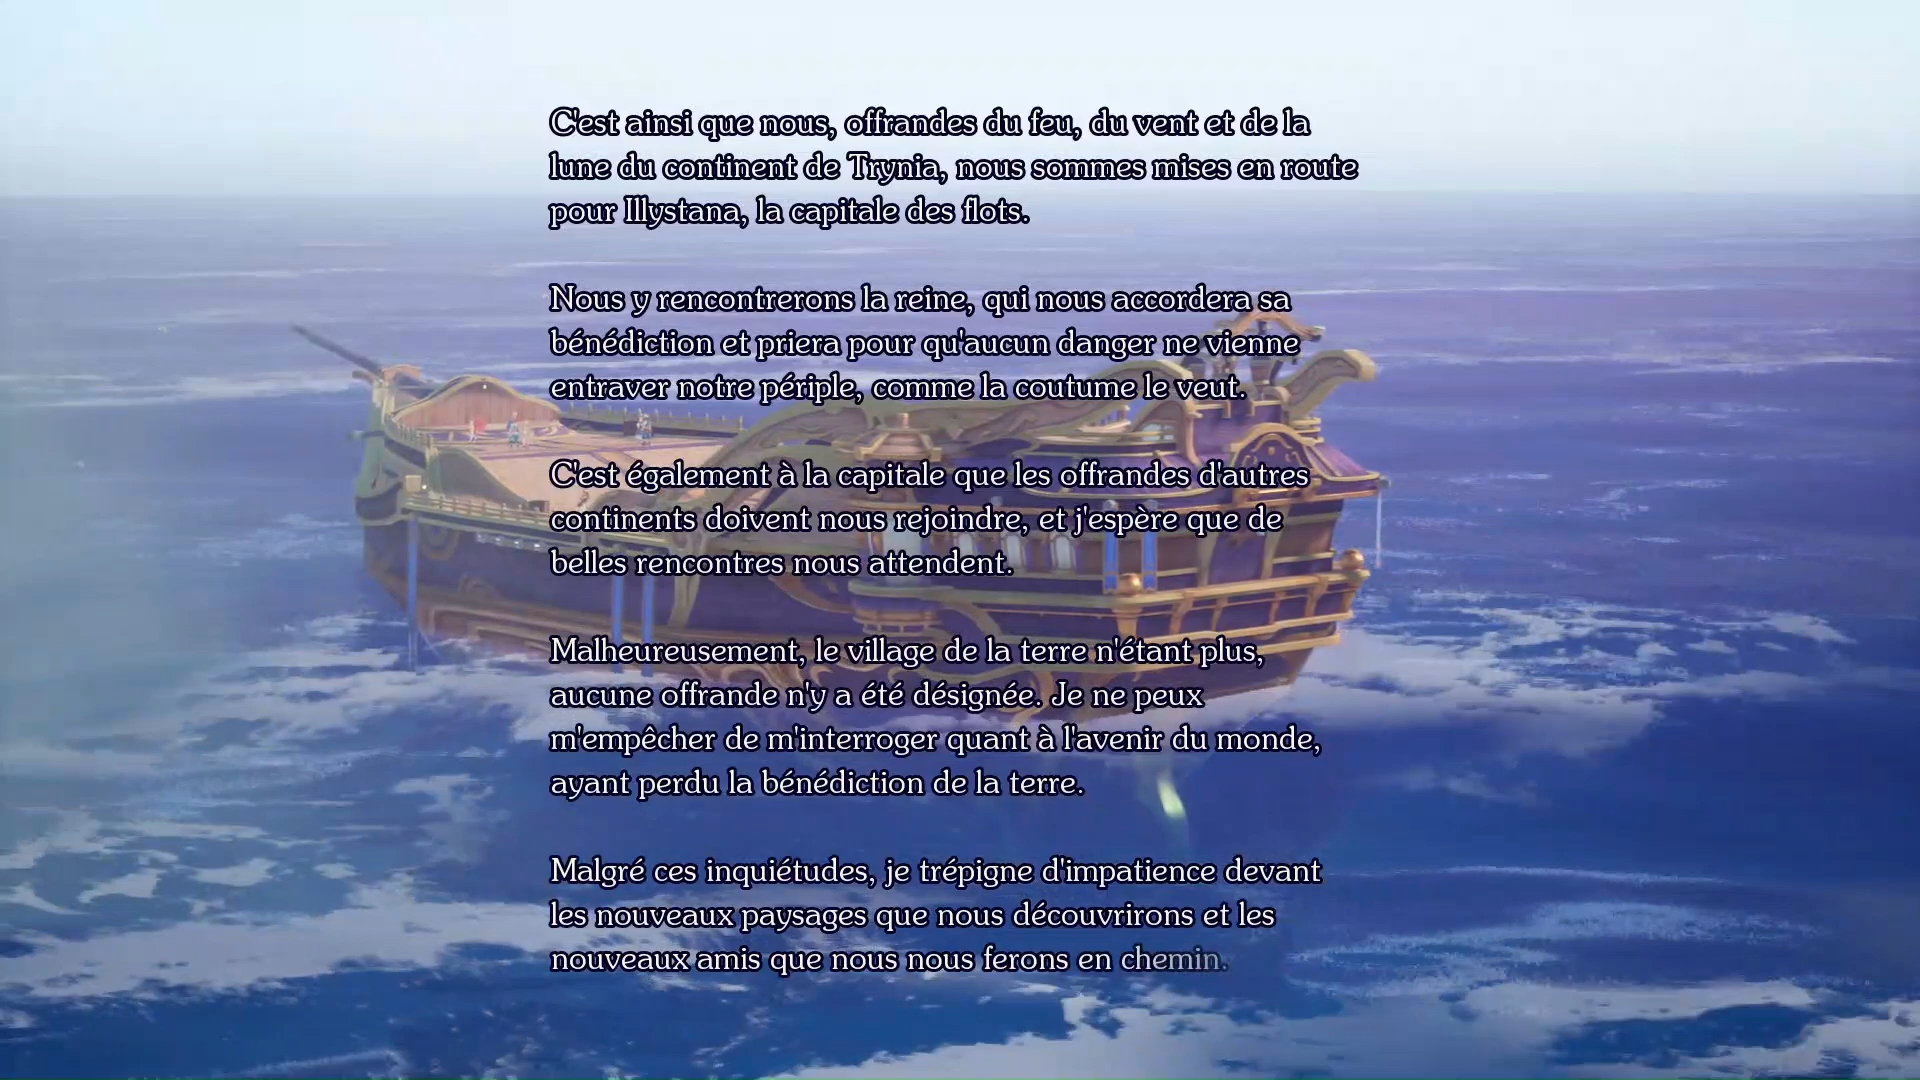 C'est ainsi que nous, offrandes du feu, du vent et de la
lune du continent de Trynia, nous sommes mises en route
pour Illystana, la capitale des flots.
Nous y rencontrerons la reine, qui nous accordera sa
bénédiction et priera pour qu'aucun danger ne vienne
entraver notre périple, comme la coutume le veut.
C'est également à la capitale que les offrandes d'autres
continents doivent nous rejoindre, et j'espère que de
belles rencontres nous attendent.
Malheureusement, le village de la terre n'étant plus,
aucune offrande n'y a été désignée. Je ne peux
m'empêcher de m'interroger quant à l'avenir du monde,
ayant perdu la bénédiction de la terre.
Malgré ces inquiétudes, je trépigne d'impatience devant
les nouveaux paysages que nous découvrirons et les
nouveaux amis que nous nous ferons en chemin.